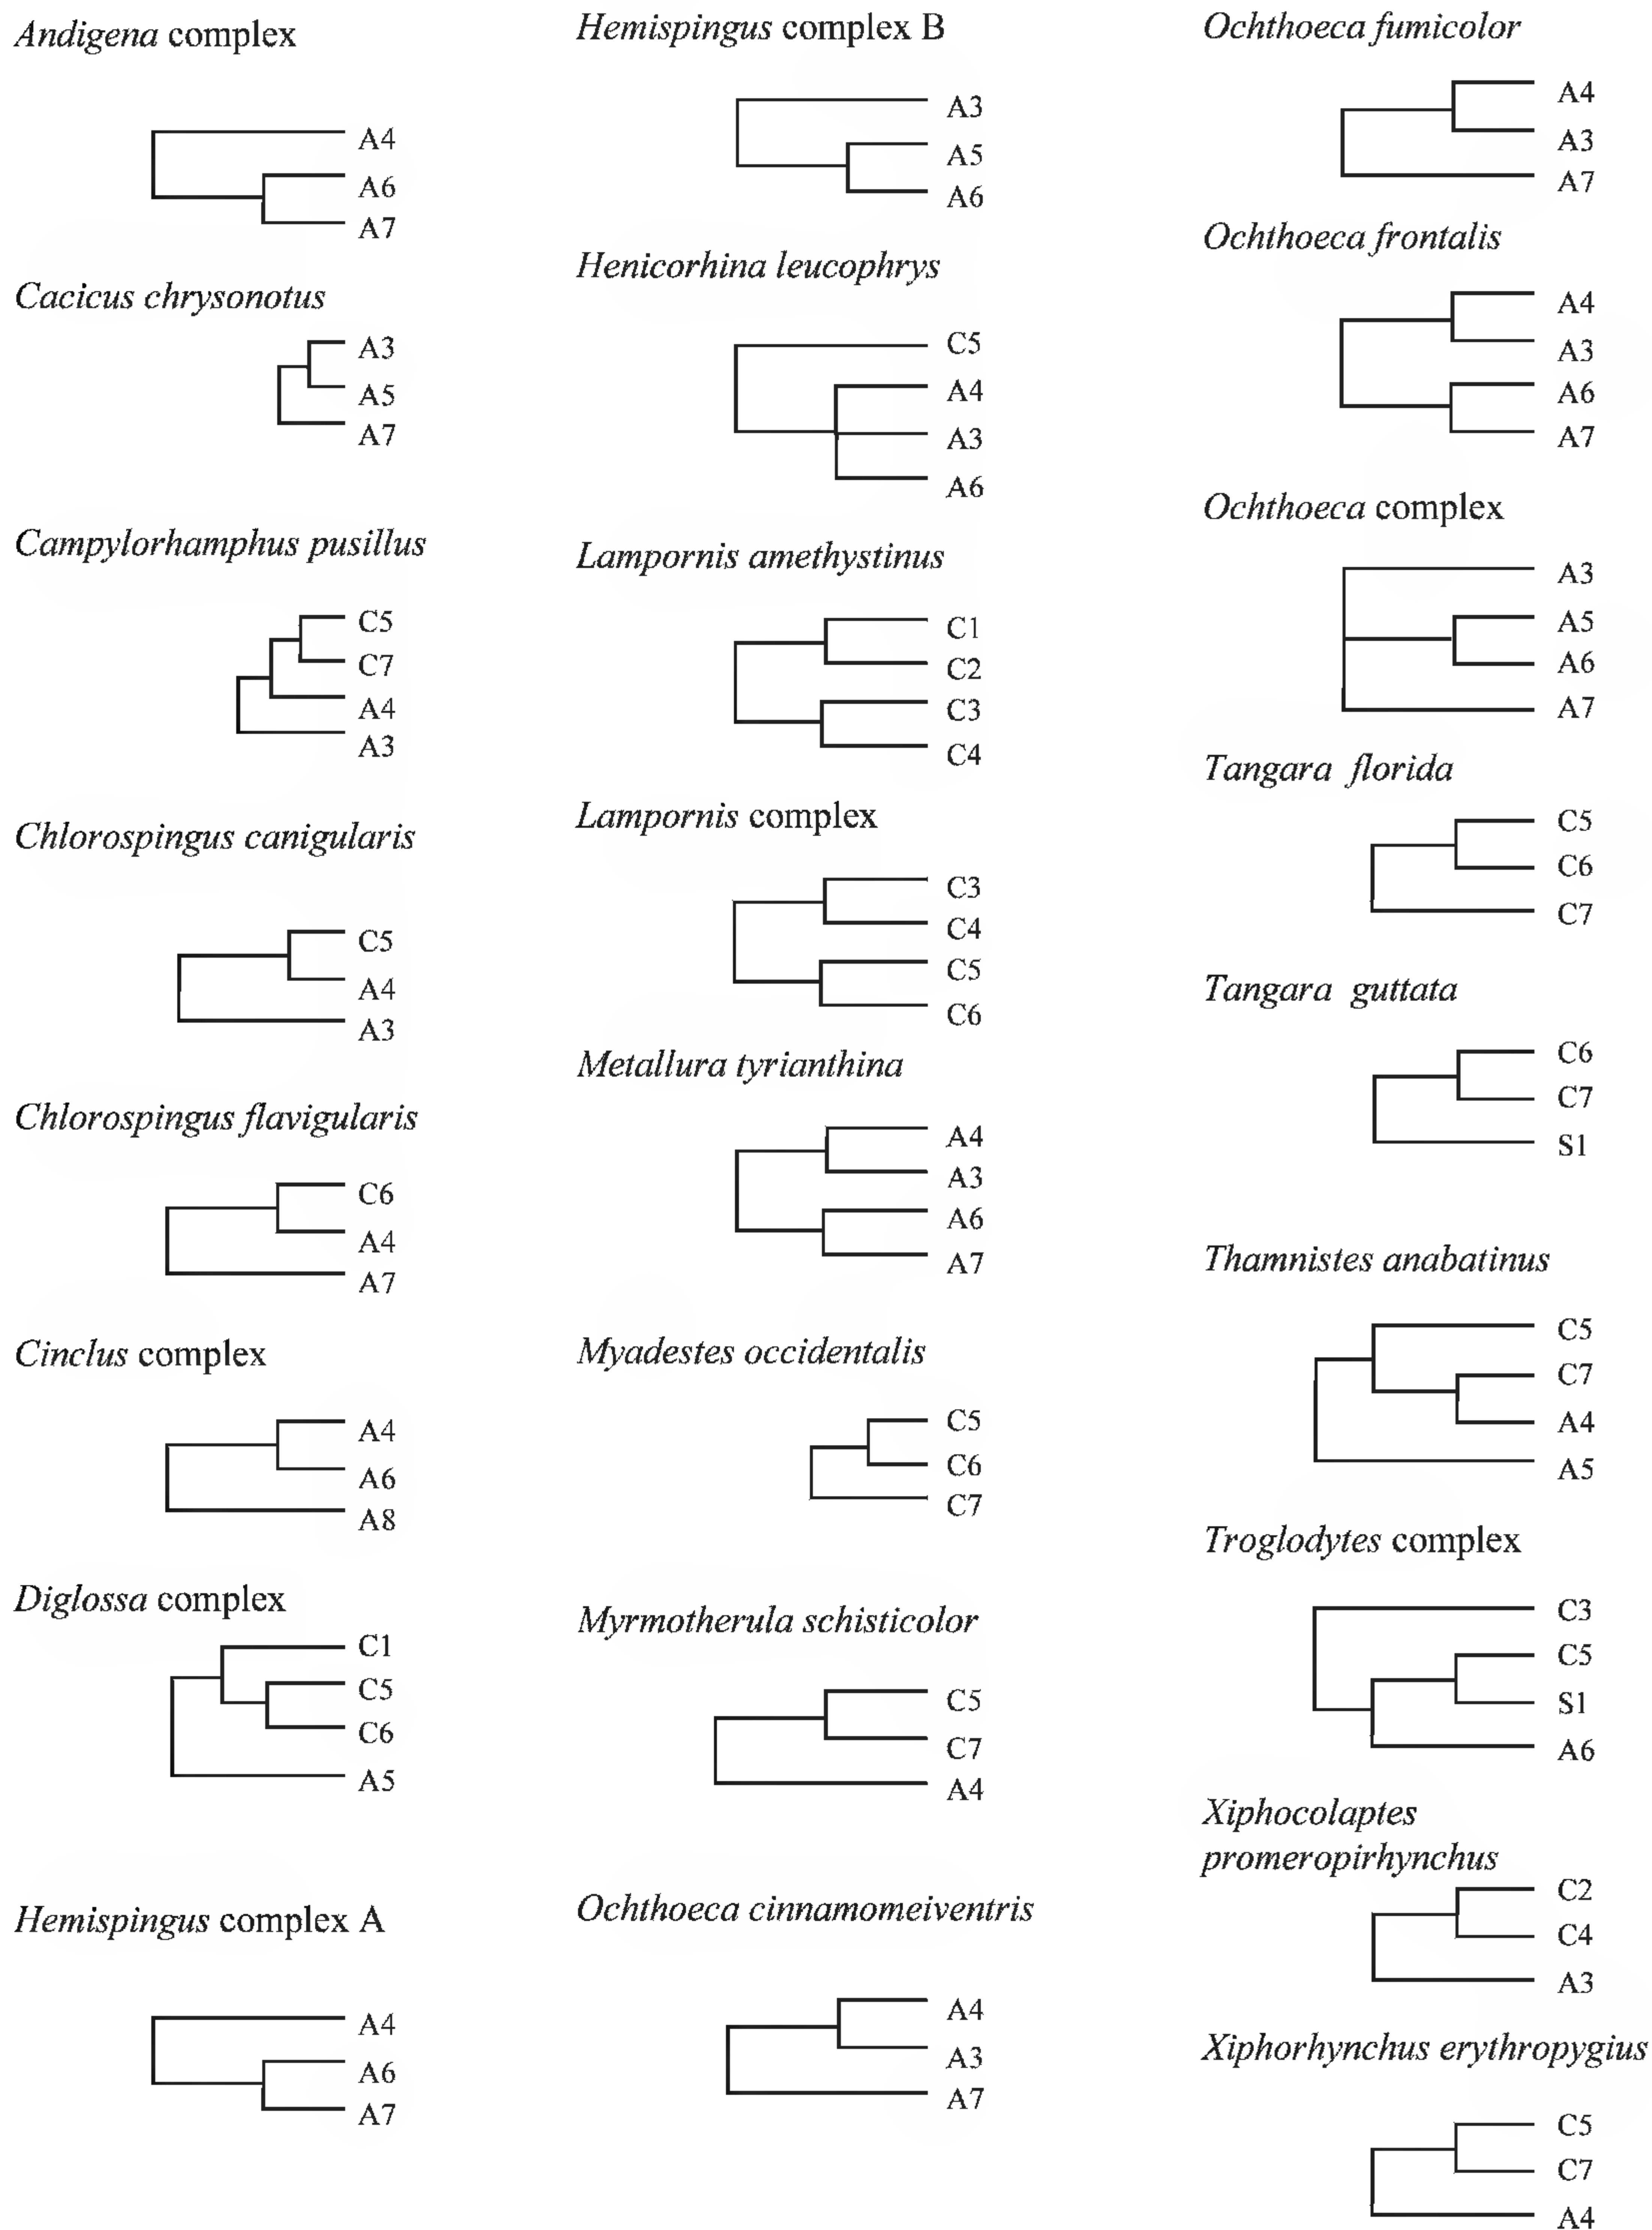 Andigena complex
A4
A6
A7
Cacicus chrysonotus
A3
A5
A7
Campylorhamphus pusillus
C5
C7
A4
A3
Chlorospingus canigularis
C5
A4
A3
Chlorospingus flavigularis
C6
A4
A7
Cinclus complex
A4
A6
A8
Diglossa complex
C1
C5
C6
A5
Hemispingus complex A
A4
A6
A7
Hemispingus complex B
A3
A5
A6
Henicorhina leucophrys
C5
A4
A3
A6
Lampornis amethystinus
C1
C2
C3
C4
Lampornis complex
C3
C4
C5
C6
Metallura tyrianthina
A4
A3
A6
A7
Myadestes occidentalis
C5
C6
C7
Myrmotherula schisticolor
C5
C7
A4
Ochthoeca cinnamomeiventris
A4
A3
A7
Ochthoeca fumicolor
A4
A3
A7
Ochthoeca frontalis
A4
A3
A6
A7
Ochthoeca complex
A3
A5
A6
A7
Tangara florida
C5
C6
C7
Tangara guttata
C6
C7
S1
Thamnistes anabatinus
C5
C7
A4
A5
Troglodytes complex
C3
C5
S1
A6
Xiphocolaptes
promeropirhynchus
C2
C4
A3
Xiphorhynchus erythropygius
C5
C7
A4